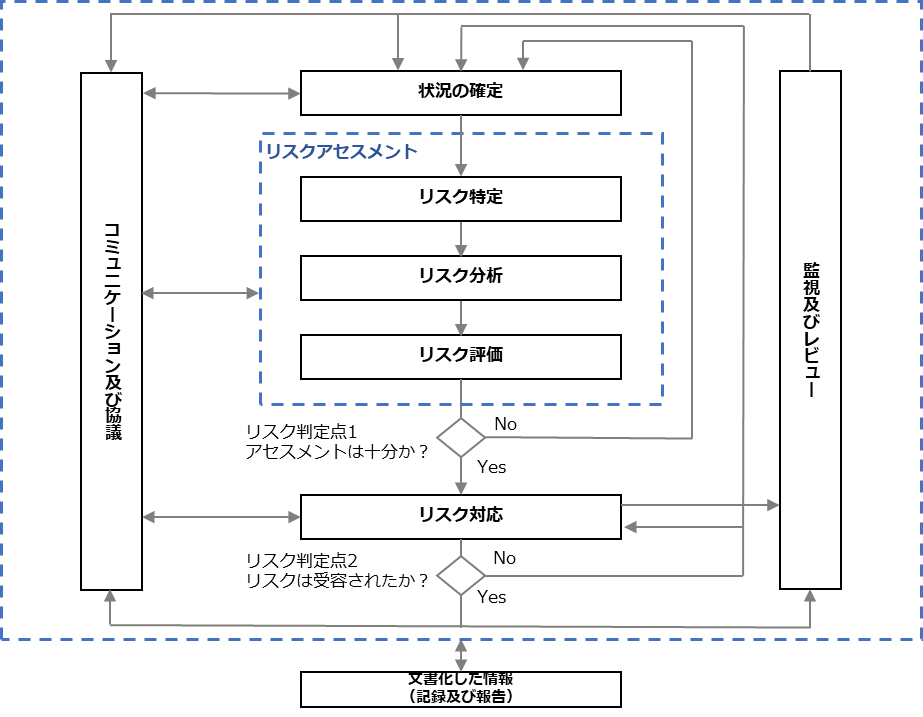 状況の確定
リスクアセスメント
リスク特定
リスク分析
リスク評価
コミュニケーション及び協議
監視及びレビュー
リスク判定点1
アセスメントは十分か？
No
Yes
リスク対応
リスク判定点2
リスクは受容されたか？
No
Yes
文書化した情報
（記録及び報告）